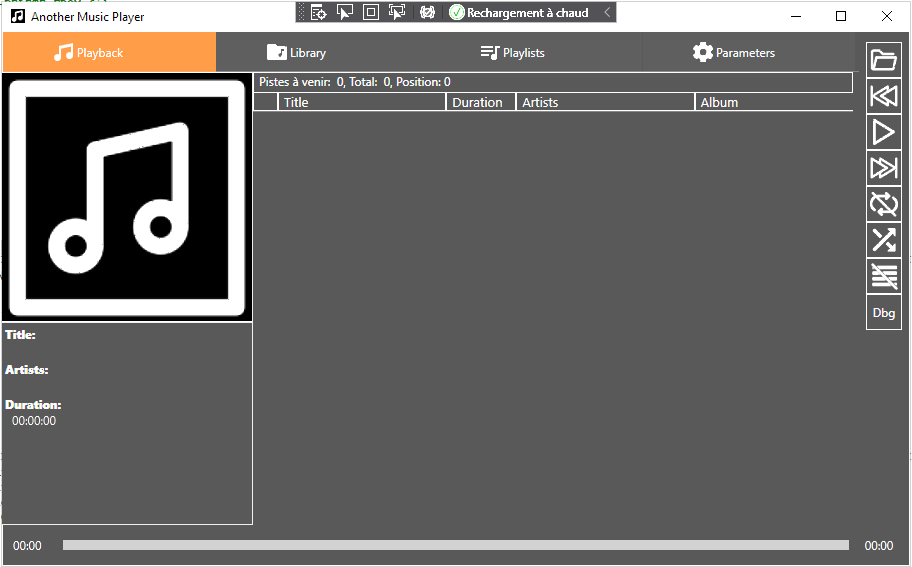 Another Music Player
Rechargement à chaud
Playback
Library
Playlists
Parameters
Pistes à venir: 0, Total: 0, Position: 0
Title Duration Artists Album
Title:
Artists:
Duration:
00:00:00
Dbg
00:00
00:00